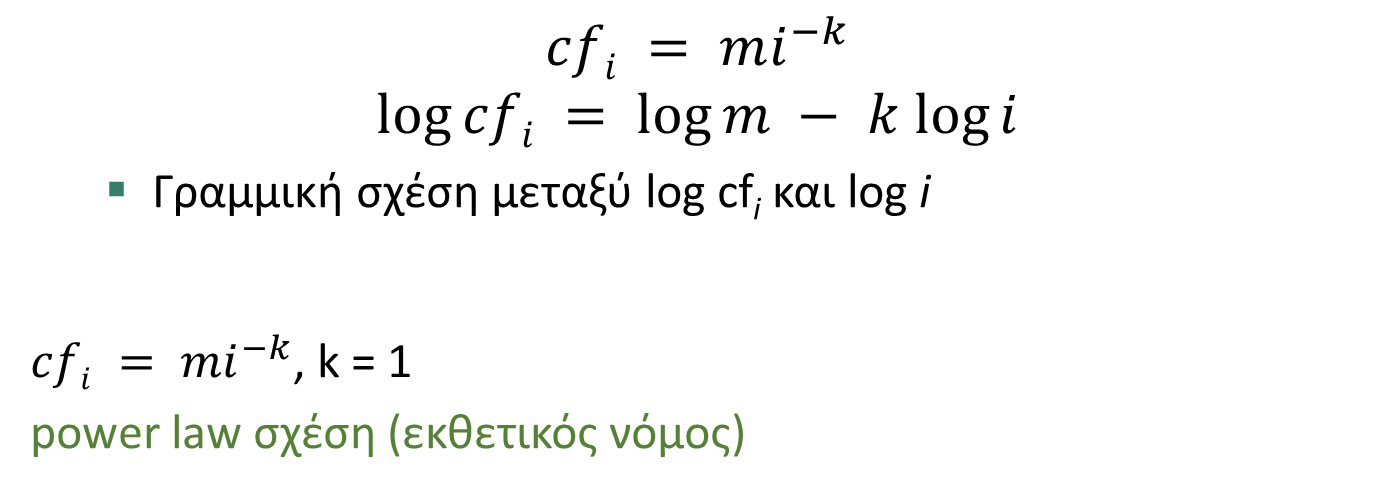 cf_i = mi^{-k}
log cf_i = log m − k log i
▪ Γραμμική σχέση μεταξύ log cf_i και log i
cf_i = mi^{-k}, k = 1
power law σχέση (εκθετικός νόμος)